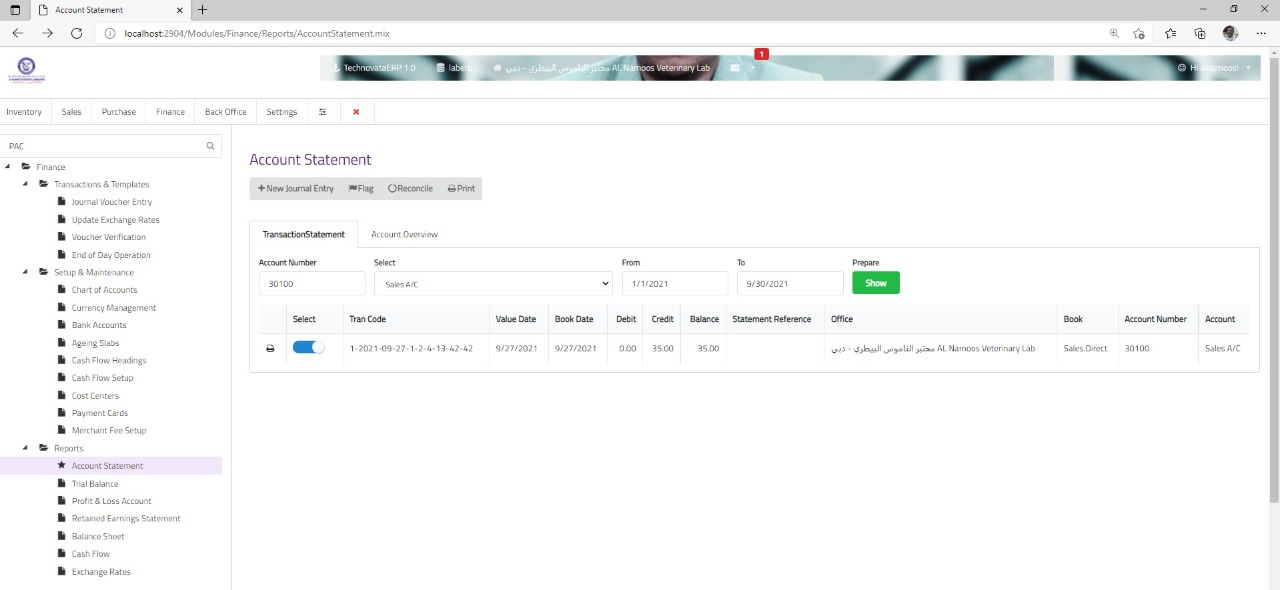 Account Statement
localhost:2904/Modules/Finance/Reports/AccountStatement.mix
TechnovataERP 1.0 laberp مختبر الناموس البيطري - دبي AL Namoos Veterinary Lab 1 Hi alnamoos!
Inventory Sales Purchase Finance Back Office Settings
PAC
Finance
Transactions & Templates
Journal Voucher Entry
Update Exchange Rates
Voucher Verification
End of Day Operation
Setup & Maintenance
Chart of Accounts
Currency Management
Bank Accounts
Ageing Slabs
Cash Flow Headings
Cash Flow Setup
Cost Centers
Payment Cards
Merchant Fee Setup
Reports
Account Statement
Trial Balance
Profit & Loss Account
Retained Earnings Statement
Balance Sheet
Cash Flow
Exchange Rates
Account Statement
New Journal Entry Flag Reconcile Print
TransactionStatement Account Overview
Account Number Select From To Prepare
30100 Sales A/C 1/1/2021 9/30/2021 Show
Select Tran Code Value Date Book Date Debit Credit Balance Statement Reference Office Book Account Number Account
1-2021-09-27-1-2-4-13-42-42 9/27/2021 9/27/2021 0.00 35.00 35.00 مختبر الناموس البيطري - دبي AL Namoos Veterinary Lab Sales.Direct 30100 Sales A/C